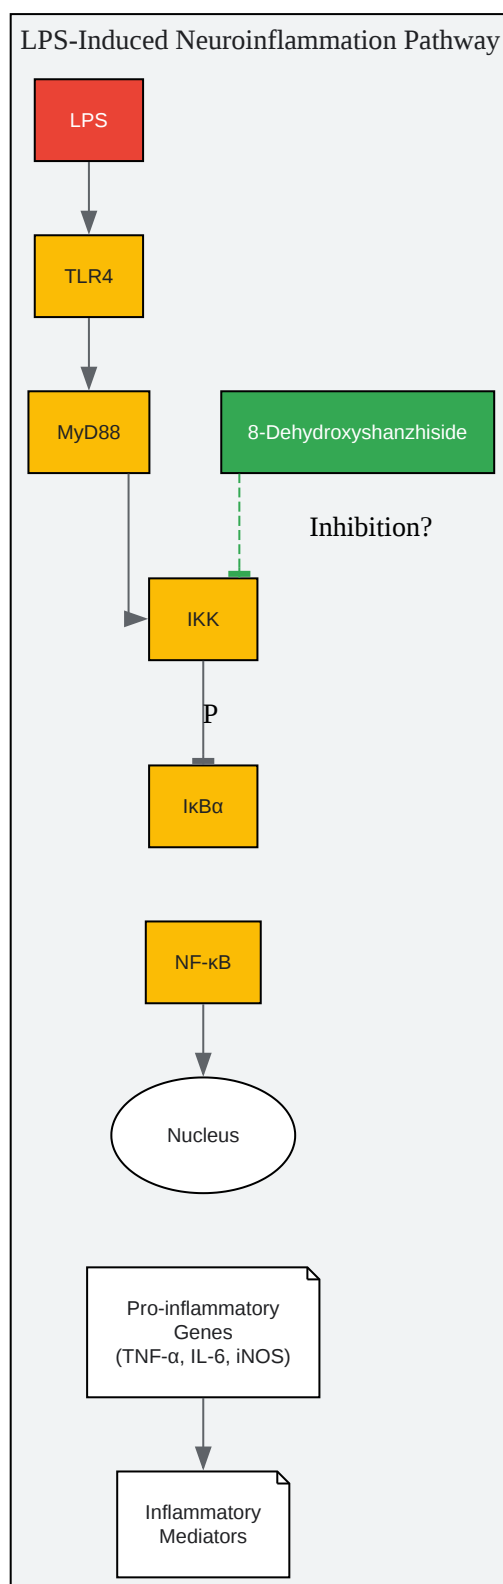 LPS-Induced Neuroinflammation Pathway
LPS
TLR4
MyD88
8-Dehydroxyshanzhiside
Inhibition?
IKK
P
IκBα
NF-κB
Nucleus
Pro-inflammatory
Genes
(TNF-α, IL-6, iNOS)
Inflammatory
Mediators